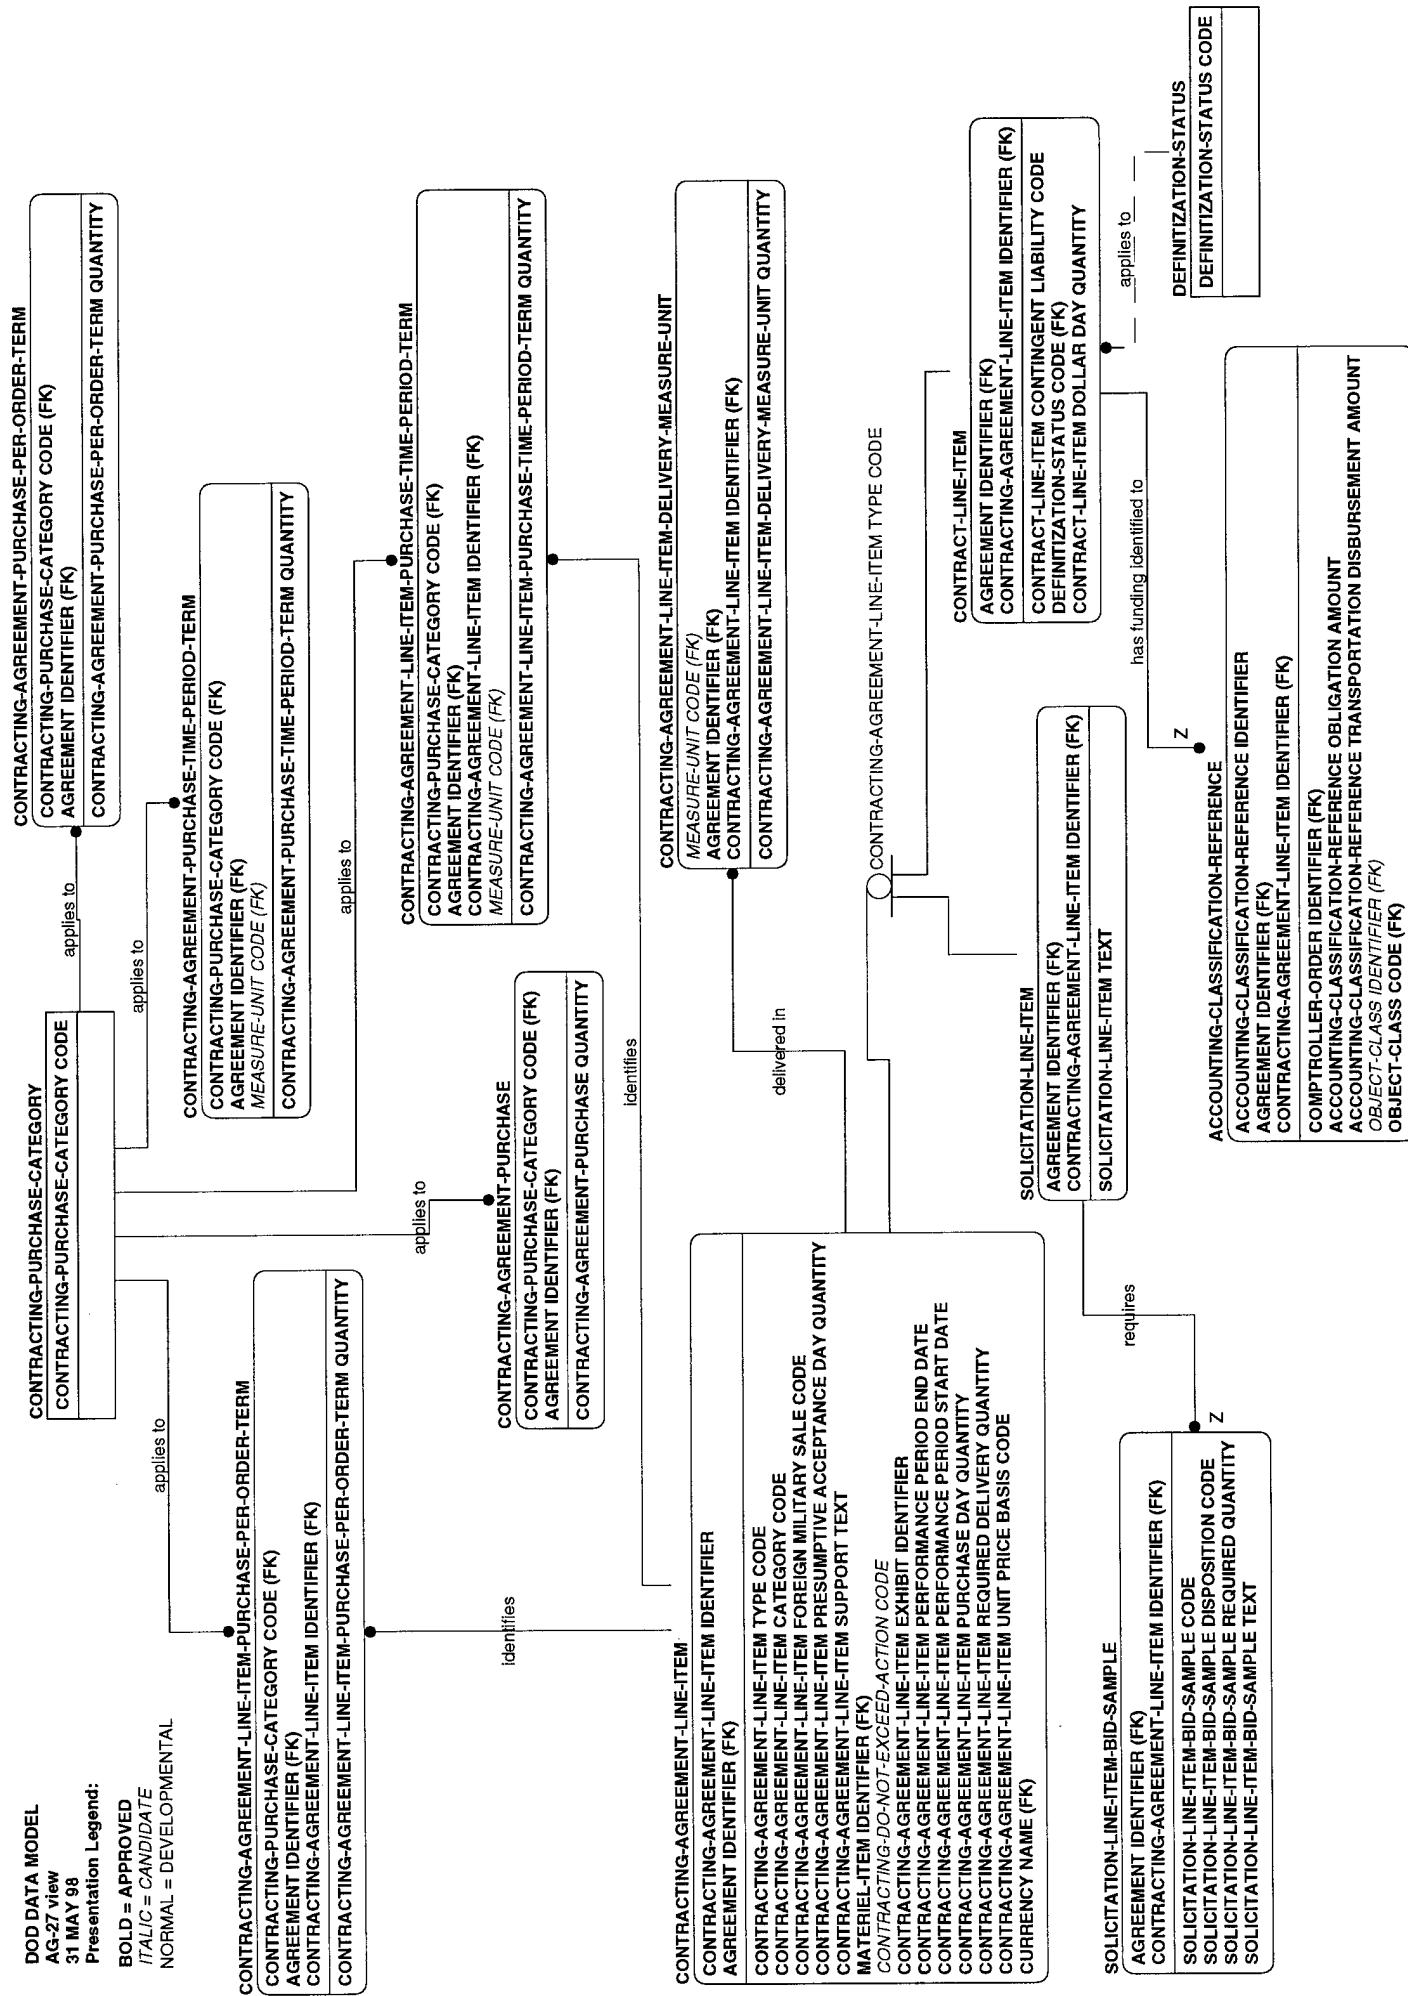 DOD DATA MODEL
AG-27 view
31 MAY 98
Presentation Legend:
BOLD = APPROVED
ITALIC = CANDIDATE
NORMAL = DEVELOPMENTAL
CONTRACTING-PURCHASE-CATEGORY
CONTRACTING-PURCHASE-CATEGORY CODE
applies to
applies to
applies to
applies to
applies to
CONTRACTING-AGREEMENT-PURCHASE-PER-ORDER-TERM
CONTRACTING-PURCHASE-CATEGORY CODE (FK)
AGREEMENT IDENTIFIER (FK)
CONTRACTING-AGREEMENT-PURCHASE-PER-ORDER-TERM QUANTITY
CONTRACTING-AGREEMENT-PURCHASE-TIME-PERIOD-TERM
CONTRACTING-PURCHASE-CATEGORY CODE (FK)
AGREEMENT IDENTIFIER (FK)
MEASURE-UNIT CODE (FK)
CONTRACTING-AGREEMENT-PURCHASE-TIME-PERIOD-TERM QUANTITY
CONTRACTING-AGREEMENT-LINE-ITEM-PURCHASE-PER-ORDER-TERM
CONTRACTING-PURCHASE-CATEGORY CODE (FK)
AGREEMENT IDENTIFIER (FK)
CONTRACTING-AGREEMENT-LINE-ITEM IDENTIFIER (FK)
CONTRACTING-AGREEMENT-LINE-ITEM-PURCHASE-PER-ORDER-TERM QUANTITY
CONTRACTING-AGREEMENT-LINE-ITEM-PURCHASE-TIME-PERIOD-TERM
CONTRACTING-PURCHASE-CATEGORY CODE (FK)
AGREEMENT IDENTIFIER (FK)
CONTRACTING-AGREEMENT-LINE-ITEM IDENTIFIER (FK)
MEASURE-UNIT CODE (FK)
CONTRACTING-AGREEMENT-LINE-ITEM-PURCHASE-TIME-PERIOD-TERM QUANTITY
CONTRACTING-AGREEMENT-PURCHASE
CONTRACTING-PURCHASE-CATEGORY CODE (FK)
AGREEMENT IDENTIFIER (FK)
CONTRACTING-AGREEMENT-PURCHASE QUANTITY
identifies
identifies
CONTRACTING-AGREEMENT-LINE-ITEM
CONTRACTING-AGREEMENT-LINE-ITEM IDENTIFIER
AGREEMENT IDENTIFIER (FK)
CONTRACTING-AGREEMENT-LINE-ITEM TYPE CODE
CONTRACTING-AGREEMENT-LINE-ITEM CATEGORY CODE
CONTRACTING-AGREEMENT-LINE-ITEM FOREIGN MILITARY SALE CODE
CONTRACTING-AGREEMENT-LINE-ITEM PRESUMPTIVE ACCEPTANCE DAY QUANTITY
CONTRACTING-AGREEMENT-LINE-ITEM SUPPORT TEXT
MATERIEL-ITEM IDENTIFIER (FK)
CONTRACTING-DO-NOT-EXCEED-ACTION CODE
CONTRACTING-AGREEMENT-LINE-ITEM EXHIBIT IDENTIFIER
CONTRACTING-AGREEMENT-LINE-ITEM PERFORMANCE PERIOD END DATE
CONTRACTING-AGREEMENT-LINE-ITEM PERFORMANCE PERIOD START DATE
CONTRACTING-AGREEMENT-LINE-ITEM PURCHASE DAY QUANTITY
CONTRACTING-AGREEMENT-LINE-ITEM REQUIRED DELIVERY QUANTITY
CONTRACTING-AGREEMENT-LINE-ITEM UNIT PRICE BASIS CODE
CURRENCY NAME (FK)
delivered in
CONTRACTING-AGREEMENT-LINE-ITEM-DELIVERY-MEASURE-UNIT
MEASURE-UNIT CODE (FK)
AGREEMENT IDENTIFIER (FK)
CONTRACTING-AGREEMENT-LINE-ITEM IDENTIFIER (FK)
CONTRACTING-AGREEMENT-LINE-ITEM-DELIVERY-MEASURE-UNIT QUANTITY
CONTRACTING-AGREEMENT-LINE-ITEM TYPE CODE
SOLICITATION-LINE-ITEM
AGREEMENT IDENTIFIER (FK)
CONTRACTING-AGREEMENT-LINE-ITEM IDENTIFIER (FK)
SOLICITATION-LINE-ITEM TEXT
CONTRACT-LINE-ITEM
AGREEMENT IDENTIFIER (FK)
CONTRACTING-AGREEMENT-LINE-ITEM IDENTIFIER (FK)
CONTRACT-LINE-ITEM CONTINGENT LIABILITY CODE
DEFINITIZATION-STATUS CODE (FK)
CONTRACT-LINE-ITEM DOLLAR DAY QUANTITY
requires
has funding identified to
applies to
SOLICITATION-LINE-ITEM-BID-SAMPLE
AGREEMENT IDENTIFIER (FK)
CONTRACTING-AGREEMENT-LINE-ITEM IDENTIFIER (FK)
SOLICITATION-LINE-ITEM-BID-SAMPLE CODE
SOLICITATION-LINE-ITEM-BID-SAMPLE DISPOSITION CODE
SOLICITATION-LINE-ITEM-BID-SAMPLE REQUIRED QUANTITY
SOLICITATION-LINE-ITEM-BID-SAMPLE TEXT
Z
ACCOUNTING-CLASSIFICATION-REFERENCE
ACCOUNTING-CLASSIFICATION-REFERENCE IDENTIFIER
AGREEMENT IDENTIFIER (FK)
CONTRACTING-AGREEMENT-LINE-ITEM IDENTIFIER (FK)
COMPTROLLER-ORDER IDENTIFIER (FK)
ACCOUNTING-CLASSIFICATION-REFERENCE OBLIGATION AMOUNT
ACCOUNTING-CLASSIFICATION-REFERENCE TRANSPORTATION DISBURSEMENT AMOUNT
OBJECT-CLASS IDENTIFIER (FK)
OBJECT-CLASS CODE (FK)
Z
DEFINITIZATION-STATUS
DEFINITIZATION-STATUS CODE